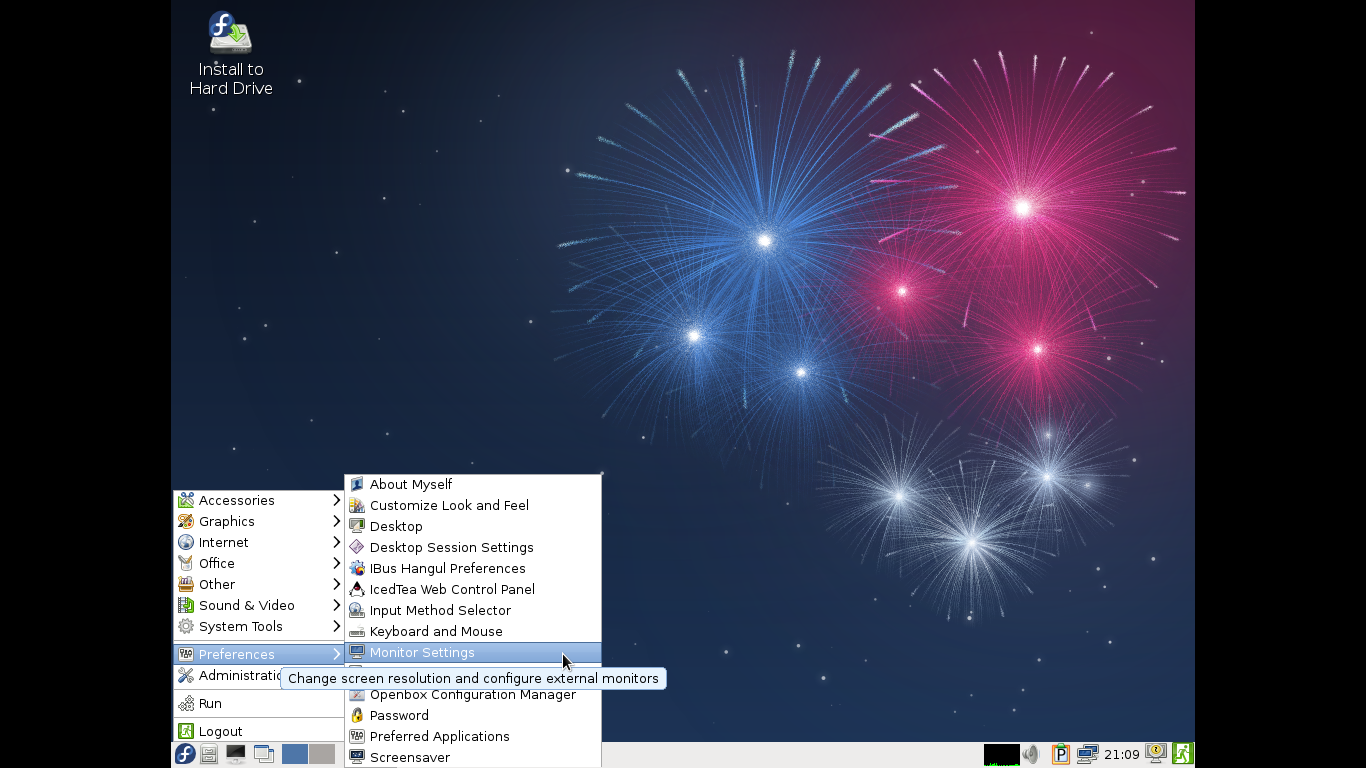 Install to
Hard Drive
Accessories
Graphics
Internet
Office
Other
Sound & Video
System Tools
Preferences
Administratio
Run
Logout
About Myself
Customize Look and Feel
Desktop
Desktop Session Settings
IBus Hangul Preferences
IcedTea Web Control Panel
Input Method Selector
Keyboard and Mouse
Monitor Settings
Change screen resolution and configure external monitors
Openbox Configuration Manager
Password
Preferred Applications
Screensaver
21:09